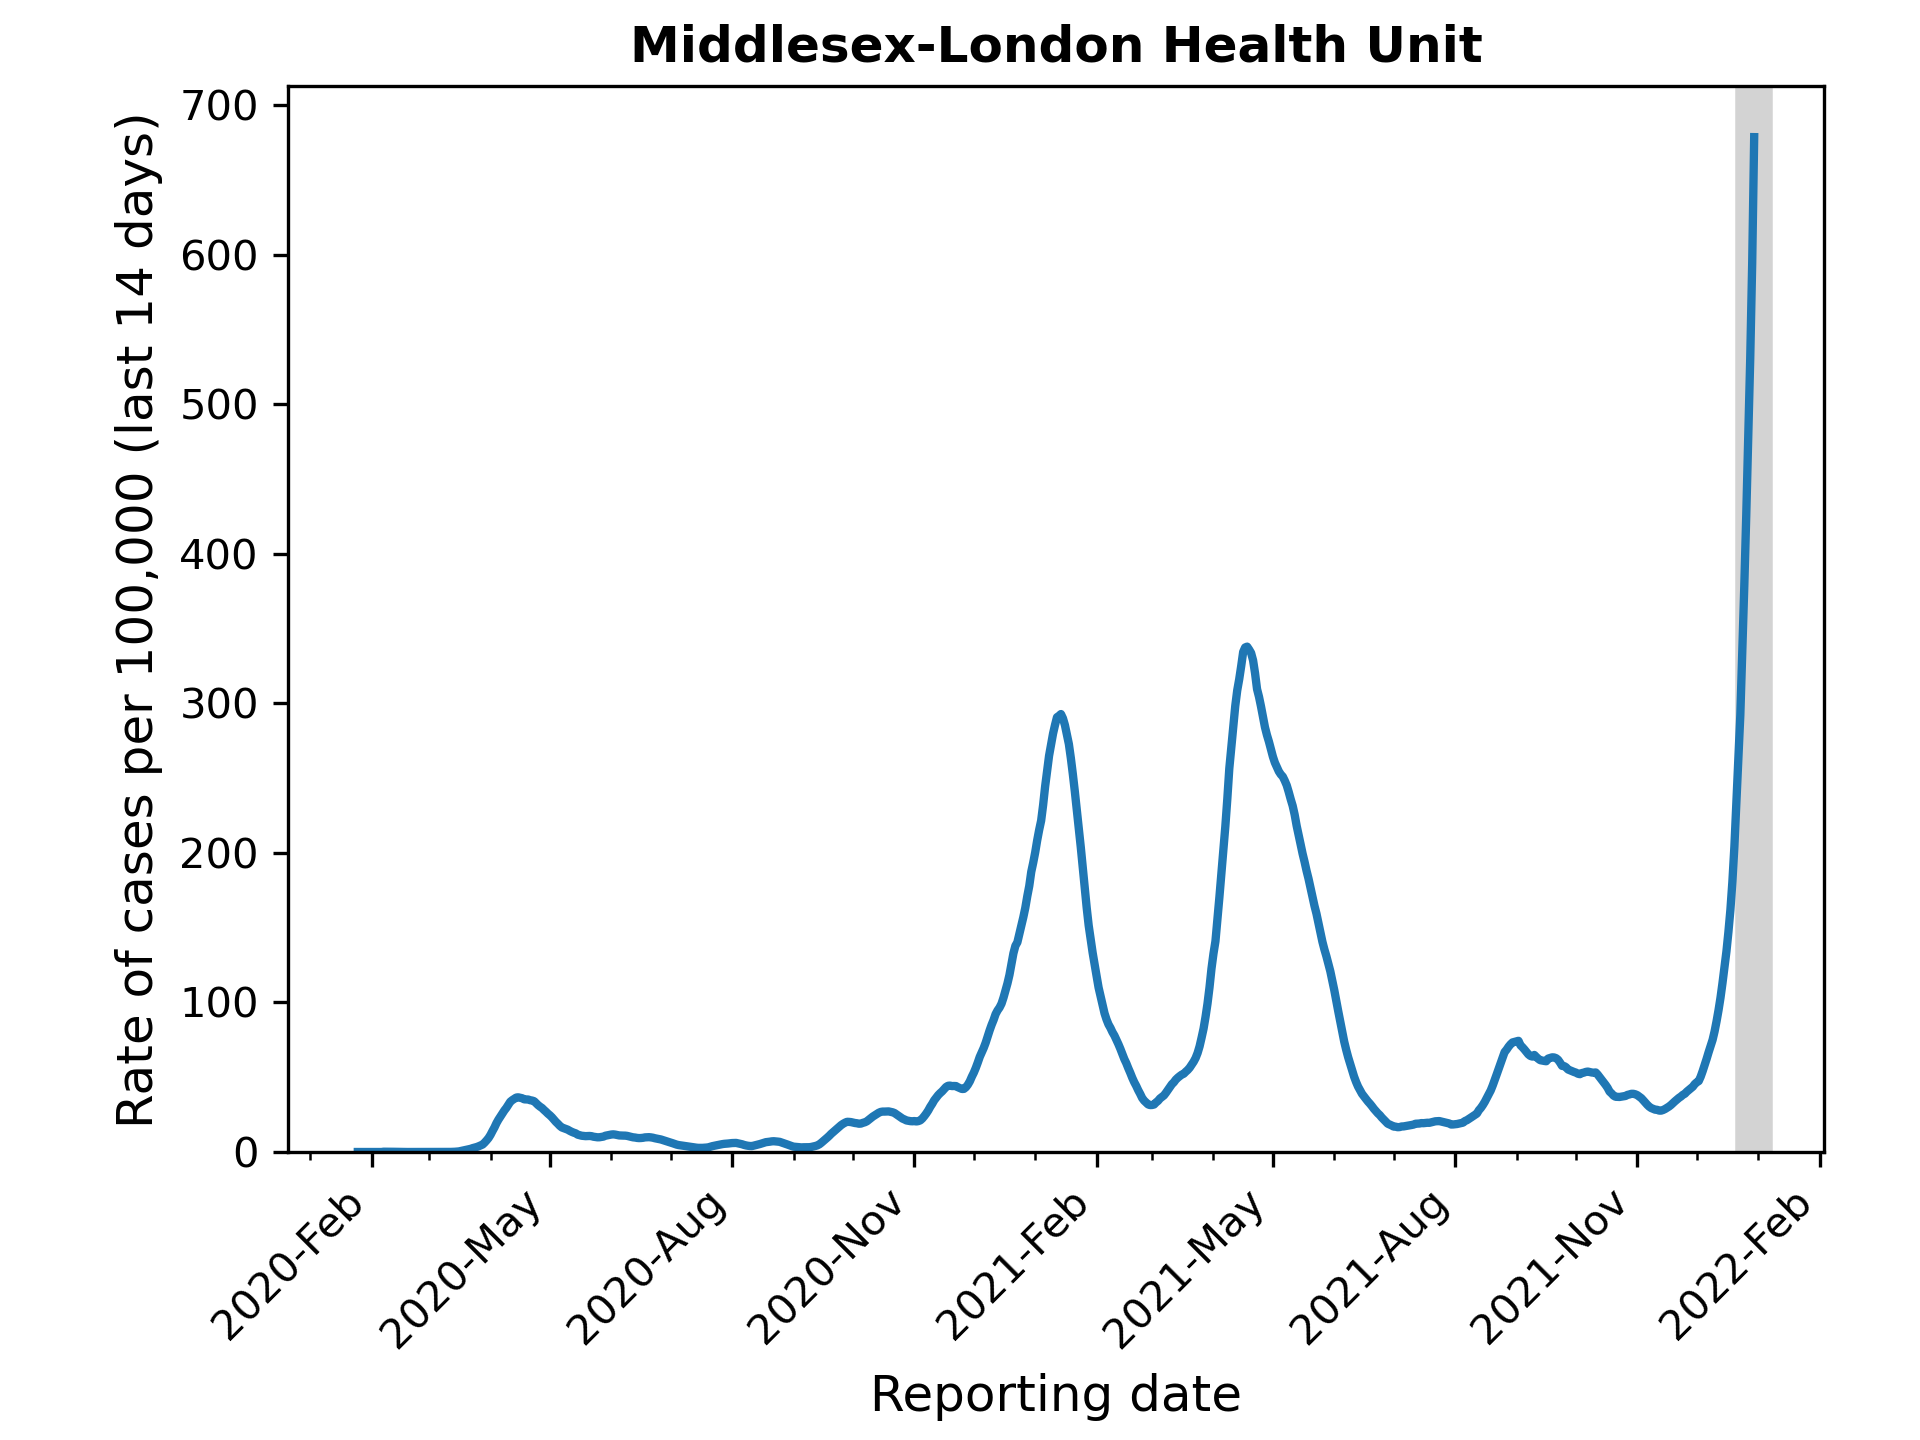 Middlesex-London Health Unit
Rate of cases per 100,000 (last 14 days)
700
600
500
400
300
200
100
0
2020-Feb
2020-May
2020-Aug
2020-Nov
2021-Feb
2021-May
2021-Aug
2021-Nov
2022-Feb
Reporting date